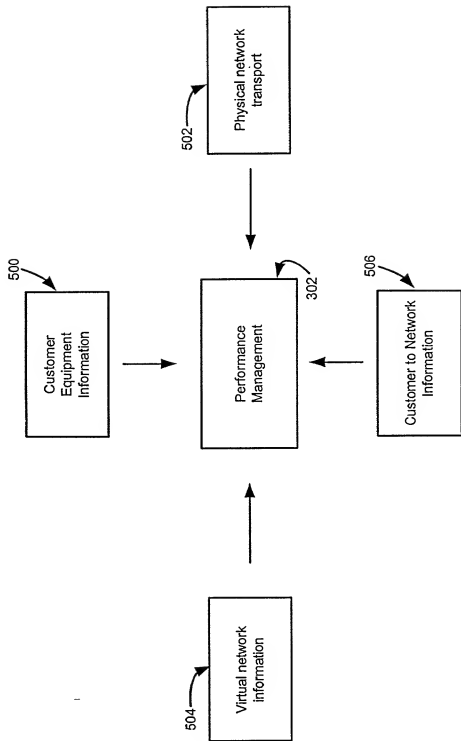 500
Customer
Equipment
Information
504
Virtual network
information
Performance
Management
302
502
Physical network
transport
506
Customer to Network
Information